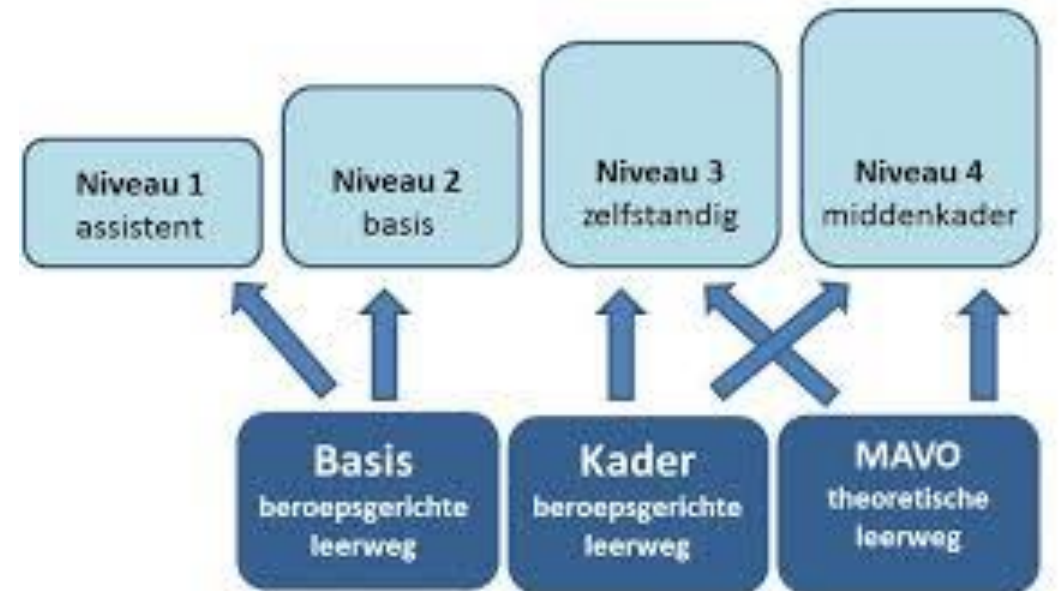 Niveau 1
assistent
Niveau 2
basis
Niveau 3
zelfstandig
Niveau 4
middenkader
Basis
beroepsgerichte
leerweg
Kader
beroepsgerichte
leerweg
MAVO
theoretische
leerweg